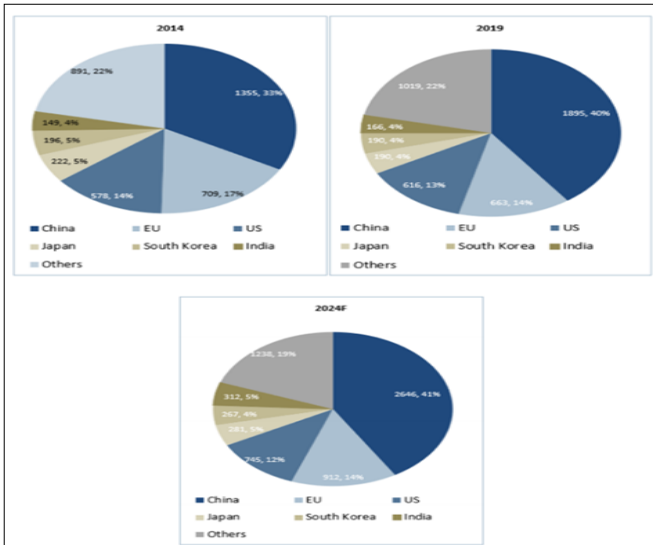 2014
891, 22%
1355, 33%
149, 4%
196, 5%
222, 5%
578, 14%
709, 17%
China EU US
Japan South Korea India
Others
2019
1019, 22%
1895, 40%
166, 4%
190, 4%
190, 4%
616, 13%
663, 14%
China EU US
Japan South Korea India
Others
2024F
1238, 19%
2646, 41%
312, 5%
267, 4%
281, 5%
745, 12%
912, 14%
China EU US
Japan South Korea India
Others